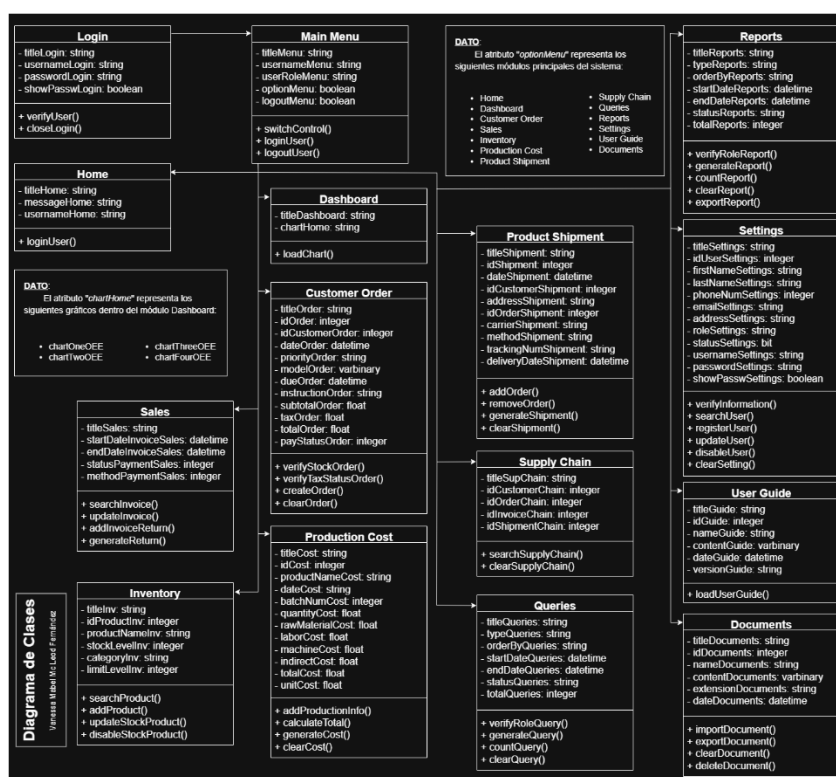 Login
- titleLogin: string
- usernameLogin: string
- passwordLogin: string
- showPasswLogin: boolean
+ verifyUser()
+ closeLogin()
Main Menu
- titleMenu: string
- usernameMenu: string
- userRoleMenu: string
- optionMenu: boolean
- logoutMenu: boolean
+ switchControl()
+ loginUser()
+ logoutUser()
DATO:
El atributo "optionMenu" representa los
siguientes módulos principales del sistema:
• Home
• Dashboard
• Customer Order
• Sales
• Inventory
• Production Cost
• Product Shipment
• Supply Chain
• Queries
• Reports
• Settings
• User Guide
• Documents
Reports
- titleReports: string
- typeReports: string
- orderByReports: string
- startDateReports: datetime
- endDateReports: datetime
- statusReports: string
- totalReports: integer
+ verifyRoleReport()
+ generateReport()
+ countReport()
+ clearReport()
+ exportReport()
Home
- titleHome: string
- messageHome: string
- usernameHome: string
+ loginUser()
Dashboard
- titleDashboard: string
- chartHome: string
+ loadChart()
DATO:
El atributo "chartHome" representa los
siguientes gráficos dentro del módulo Dashboard:
• chartOneOEE
• chartTwoOEE
• chartThreeOEE
• chartFourOEE
Customer Order
- titleOrder: string
- idOrder: integer
- idCustomerOrder: integer
- dateOrder: datetime
- priorityOrder: string
- modelOrder: varbinary
- dueOrder: datetime
- instructionOrder: string
- subtotalOrder: float
- taxOrder: float
- totalOrder: float
- payStatusOrder: integer
+ verifyStockOrder()
+ verifyTaxStatusOrder()
+ createOrder()
+ clearOrder()
Product Shipment
- titleShipment: string
- idShipment: integer
- dateShipment: datetime
- idCustomerShipment: integer
- addressShipment: string
- idOrderShipment: integer
- carrierShipment: string
- methodShipment: string
- trackingNumShipment: string
- deliveryDateShipment: datetime
+ addOrder()
+ removeOrder()
+ generateShipment()
+ clearShipment()
Settings
- titleSettings: string
- idUserSettings: integer
- firstNameSettings: string
- lastNameSettings: string
- phoneNumSettings: integer
- emailSettings: string
- addressSettings: string
- roleSettings: string
- statusSettings: bit
- usernameSettings: string
- passwordSettings: string
- showPasswSettings: boolean
+ verifyInformation()
+ searchUser()
+ registerUser()
+ updateUser()
+ disableUser()
+ clearSetting()
Sales
- titleSales: string
- startDateInvoiceSales: datetime
- endDateInvoiceSales: datetime
- statusPaymentSales: integer
- methodPaymentSales: integer
+ searchInvoice()
+ updateInvoice()
+ addInvoiceReturn()
+ generateReturn()
Supply Chain
- titleSupChain: string
- idCustomerChain: integer
- idOrderChain: integer
- idInvoiceChain: integer
- idShipmentChain: integer
+ searchSupplyChain()
+ clearSupplyChain()
User Guide
- titleGuide: string
- idGuide: integer
- nameGuide: string
- contentGuide: varbinary
- dateGuide: datetime
- versionGuide: string
+ loadUserGuide()
Production Cost
- titleCost: string
- idCost: integer
- productNameCost: string
- dateCost: string
- batchNumCost: integer
- quantityCost: float
- rawMaterialCost: float
- laborCost: float
- machineCost: float
- indirectCost: float
- totalCost: float
- unitCost: float
+ addProductionInfo()
+ calculateTotal()
+ generateCost()
+ clearCost()
Inventory
- titleInv: string
- idProductInv: integer
- productNameInv: string
- stockLevelInv: integer
- categoryInv: string
- limitLevelInv: integer
+ searchProduct()
+ addProduct()
+ updateStockProduct()
+ disableStockProduct()
Queries
- titleQueries: string
- typeQueries: string
- orderByQueries: string
- startDateQueries: datetime
- endDateQueries: datetime
- statusQueries: string
- totalQueries: integer
+ verifyRoleQuery()
+ generateQuery()
+ countQuery()
+ clearQuery()
Documents
- titleDocuments: string
- idDocuments: integer
- nameDocuments: string
- contentDocuments: varbinary
- extensionDocuments: string
- dateDocuments: datetime
+ importDocument()
+ exportDocument()
+ clearDocument()
+ deleteDocument()
Diagrama de Clases
Vanessa Mabel Mc Leod Fernández